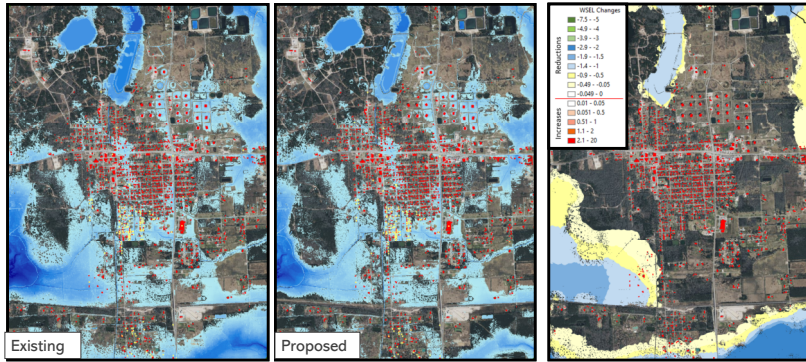 WSEL Changes
Reductions
-7.5 - -5
-4.9 - -4
-3.9 - -3
-2.9 - -2
-1.9 - -1.5
-1.4 - -1
-0.9 - -0.5
-0.49 - -0.05
-0.049 - 0
Increases
0.01 - 0.05
0.051 - 0.5
0.51 - 1
1.1 - 2
2.1 - 20
Existing
Proposed